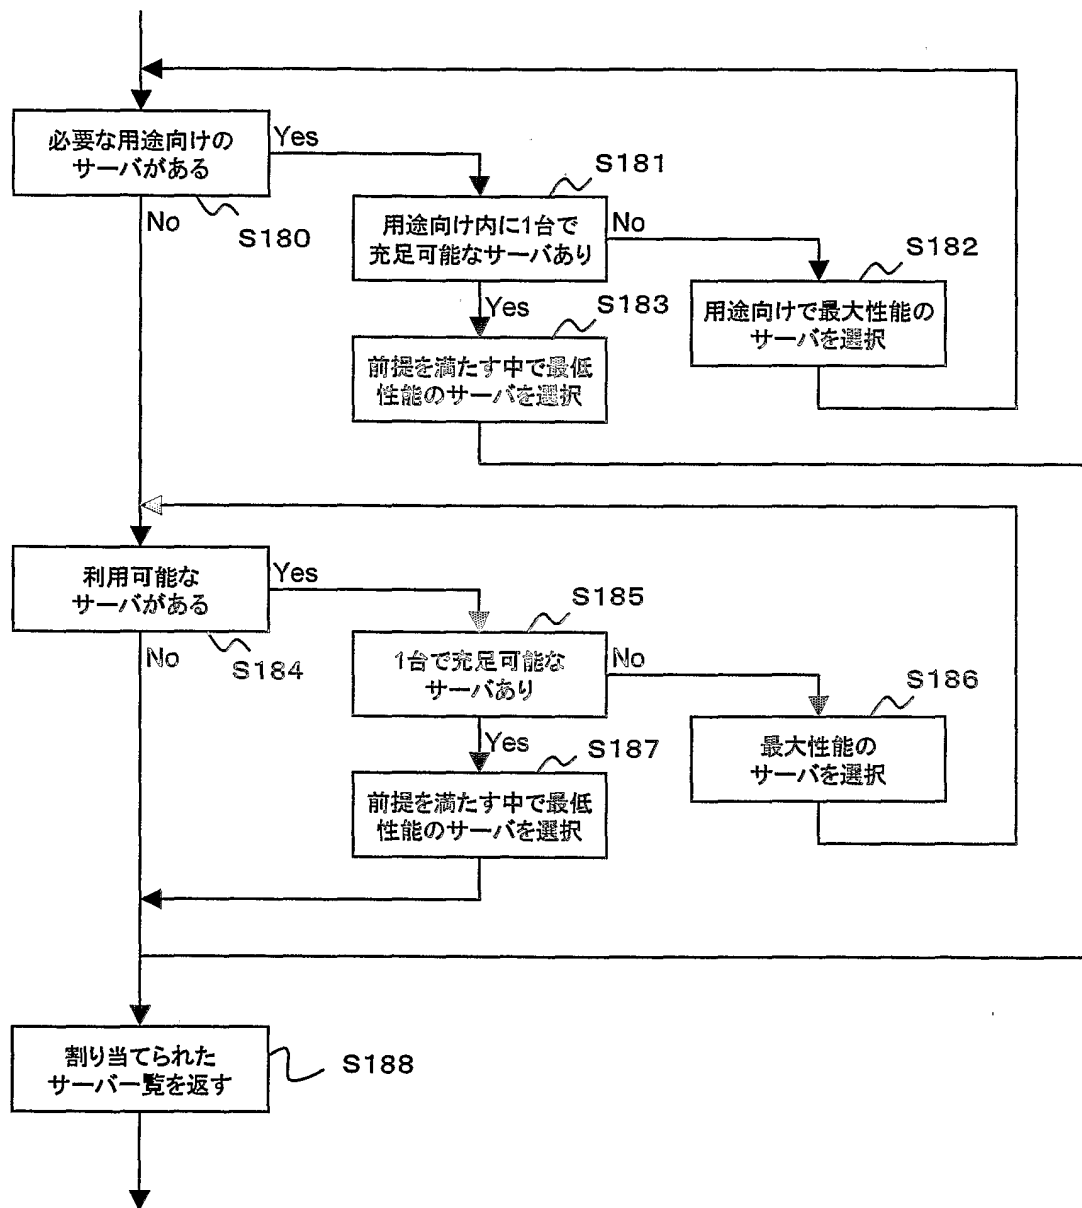 必要な用途向けの
サーバがある
Yes
No
S180
S181
用途向け内に1台で
充足可能なサーバあり
No
Yes
S182
用途向けで最大性能の
サーバを選択
S183
前提を満たす中で最低
性能のサーバを選択
利用可能な
サーバがある
Yes
No
S184
S185
1台で充足可能な
サーバあり
No
Yes
S186
最大性能の
サーバを選択
S187
前提を満たす中で最低
性能のサーバを選択
割り当てられた
サーバ一覧を返す
S188